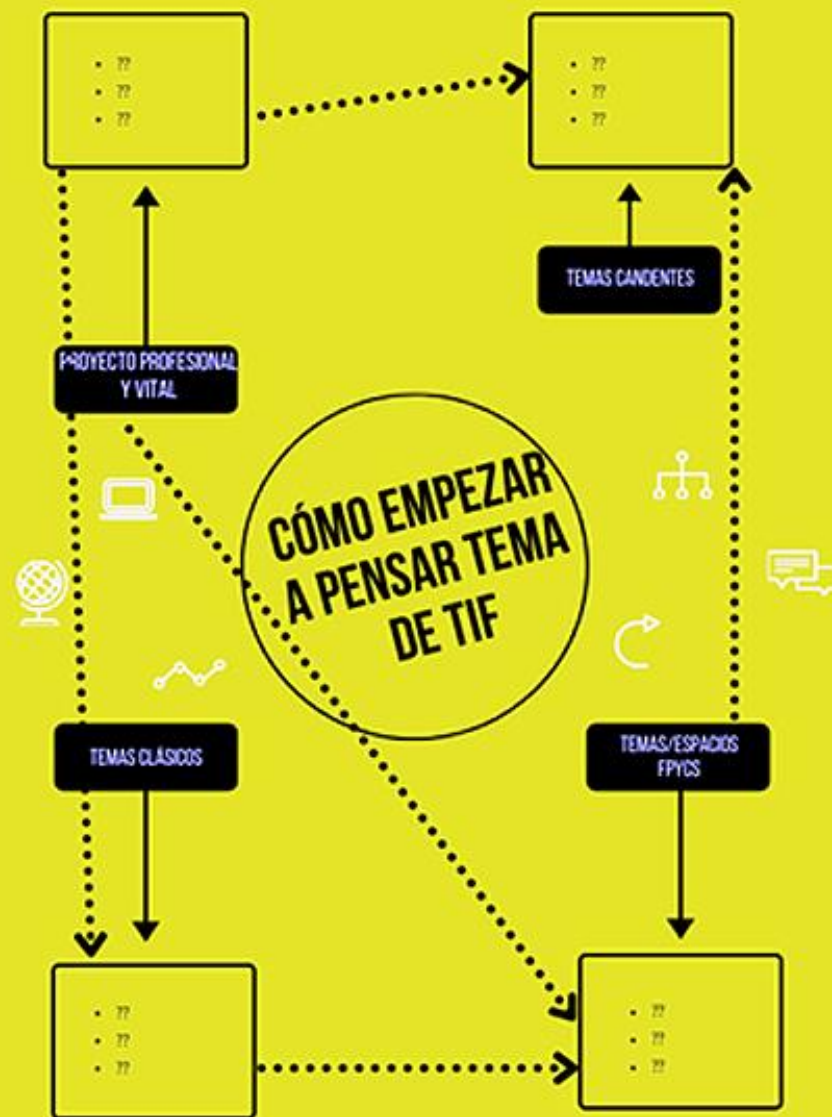 • ??
• ??
• ??
• ??
• ??
• ??
TEMAS CANDENTES
PROYECTO PROFESIONAL
Y VITAL
CÓMO EMPEZAR
A PENSAR TEMA
DE TIF
TEMAS CLÁSICOS
TEMAS/ESPACIOS
FPYCS
• ??
• ??
• ??
• ??
• ??
• ??